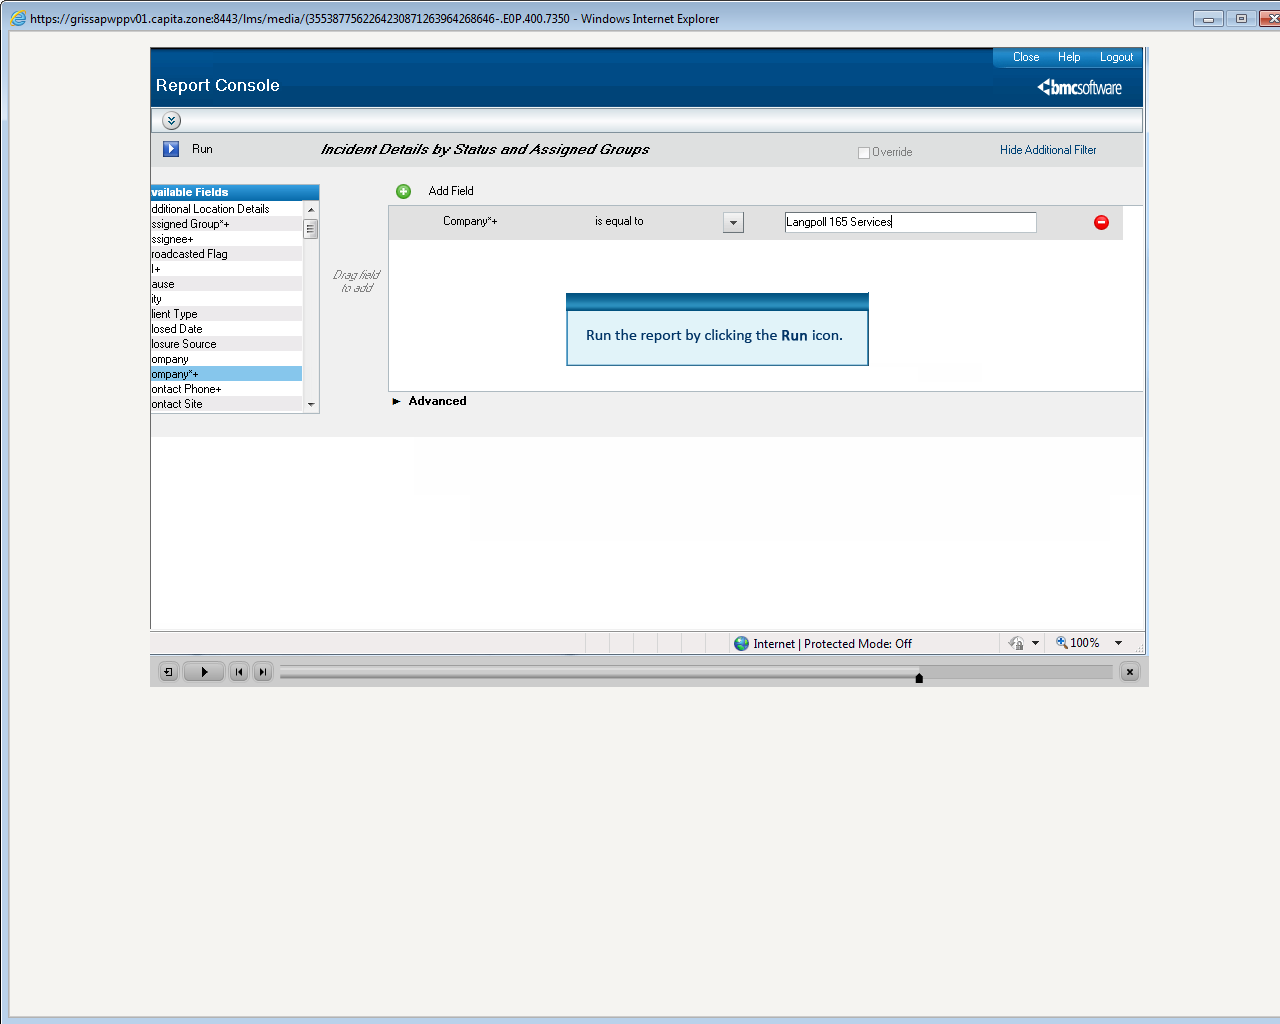 https://grissapwppv01.capita.zone:8443/lms/media/(3553877562264230871263964268646-.E0P.400.7350 - Windows Internet Explorer
Close Help Logout
Report Console
bmcsoftware
Run
Incident Details by Status and Assigned Groups
Override
Hide Additional Filter
vailable Fields
Add Field
dditional Location Details
ssigned Group*+
ssignee+
roadcasted Flag
I+
ause
ity
lient Type
losed Date
losure Source
ompany
ompany*+
ontact Phone+
ontact Site
Drag field
to add
Company*+
is equal to
Langpoll 165 Services
Run the report by clicking the Run icon.
Advanced
Internet | Protected Mode: Off
100%